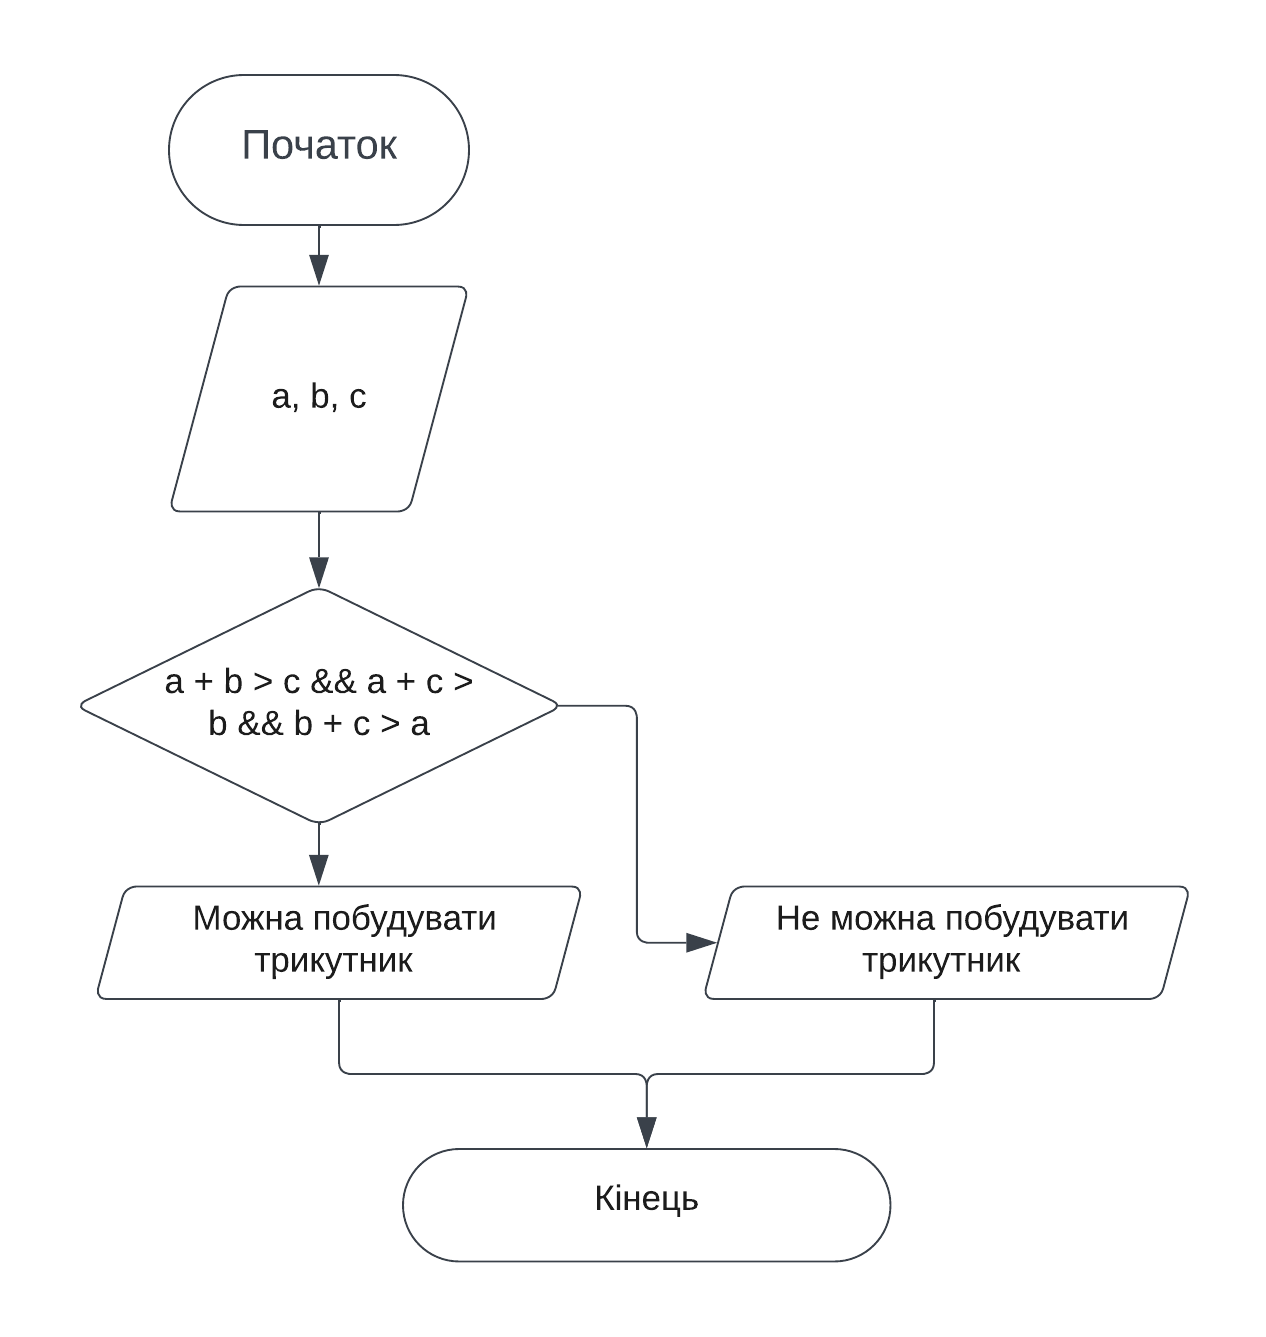 Початок
a, b, c
a + b > c && a + c >
b && b + c > a
Можна побудувати
трикутник
Не можна побудувати
трикутник
Кінець